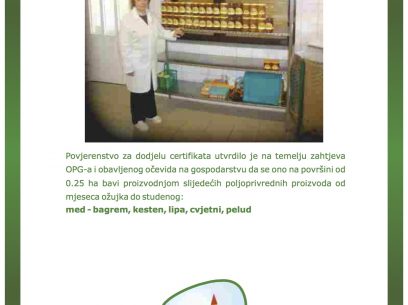 Povjerenstvo za dodjelu certifikata utvrdilo je na temelju zahtjeva
OPG-a i obavljenog očevida na gospodarstvu da se ono na površini od
0.25 ha bavi proizvodnjom slijedećih poljoprivrednih proizvoda od
mjeseca ožujka do studenog:
med - bagrem, kesten, lipa, cvjetni, pelud